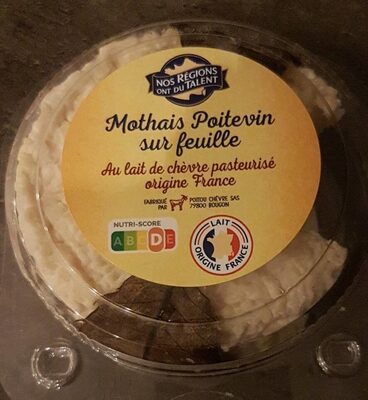 NOS RÉGIONS
ONT DU TALENT
Mothais Poitevin
sur feuille
Au lait de chèvre pasteurisé
origine France
FABRIQUÉ
PAR
POITOU CHÈVRE SAS
79800 BOUGON
NUTRI-SCORE
A B C D E
LAIT
ORIGINE FRANCE